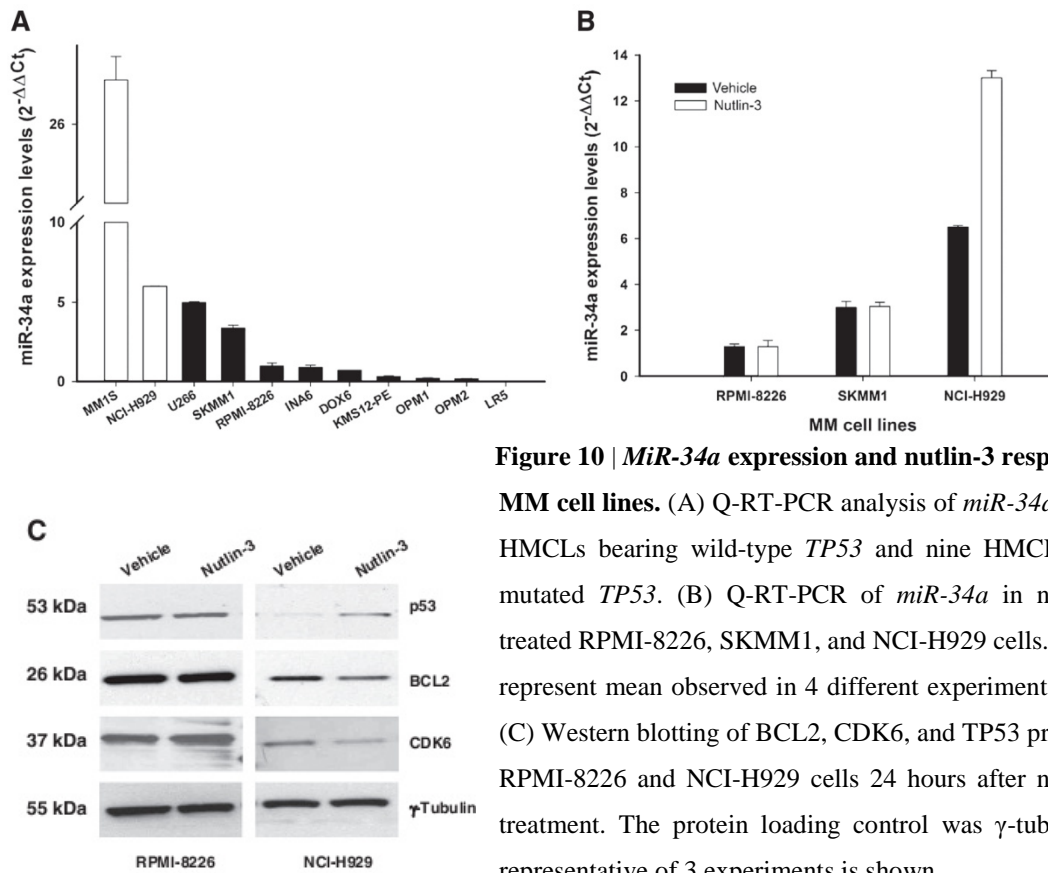 A
miR-34a expression levels (2^-ΔΔCt)
26
10
5
0
MM1S NCI-H929 U266 SKMM1 RPMI-8226 INA6 DOX6 KMS12-PE OPM1 OPM2 LR5
B
miR-34a expression levels (2^-ΔΔCt)
14
12
10
8
6
4
2
0
Vehicle
Nutlin-3
RPMI-8226 SKMM1 NCI-H929
MM cell lines
C
Vehicle Nutlin-3 Vehicle Nutlin-3
53 kDa p53
26 kDa BCL2
37 kDa CDK6
55 kDa γTubulin
RPMI-8226 NCI-H929
Figure 10 | MiR-34a expression and nutlin-3 resp
MM cell lines. (A) Q-RT-PCR analysis of miR-34a
HMCLs bearing wild-type TP53 and nine HMCL
mutated TP53. (B) Q-RT-PCR of miR-34a in n
treated RPMI-8226, SKMM1, and NCI-H929 cells.
represent mean observed in 4 different experiment
(C) Western blotting of BCL2, CDK6, and TP53 pr
RPMI-8226 and NCI-H929 cells 24 hours after n
treatment. The protein loading control was γ-tub
representative of 3 experiments is shown